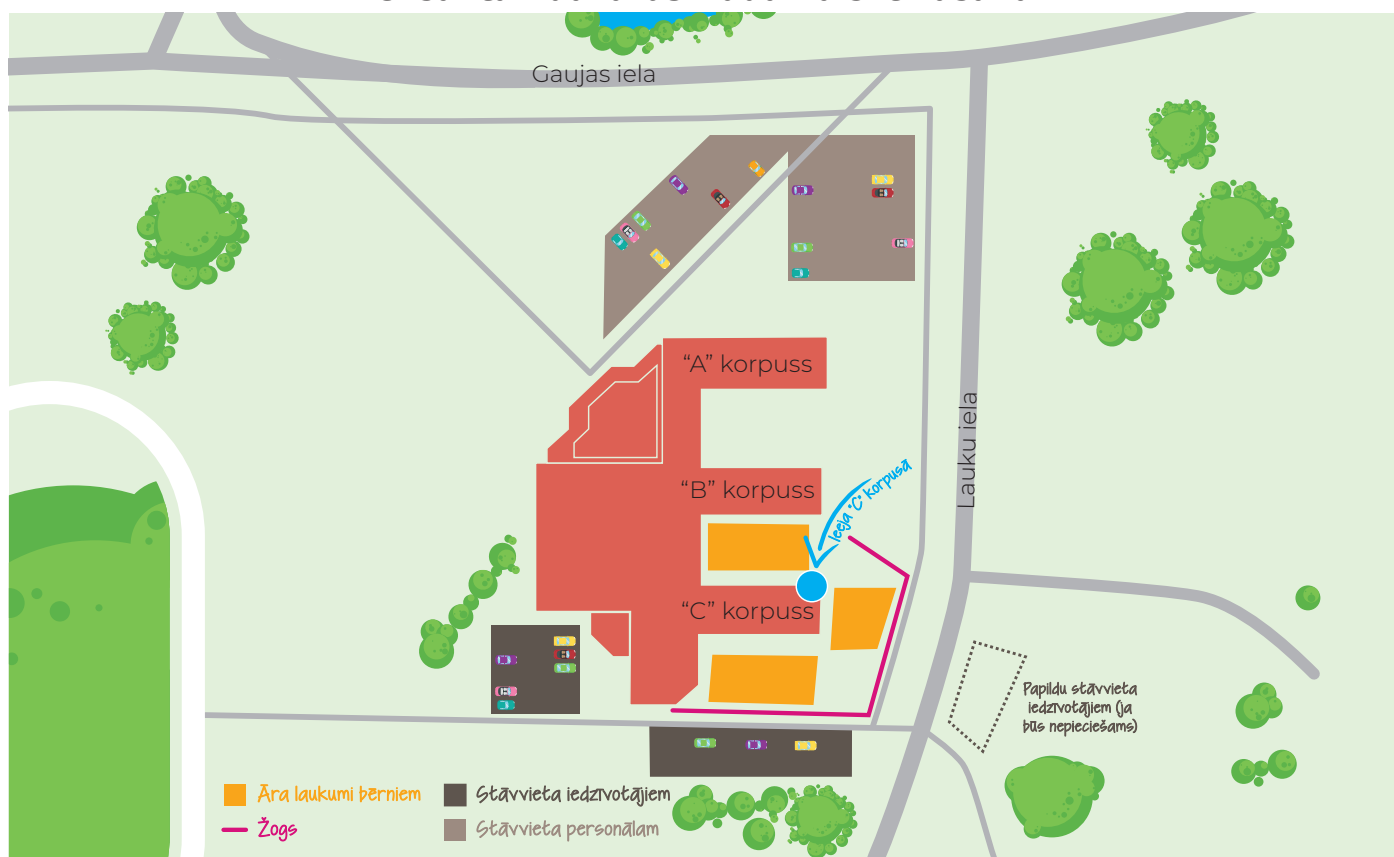 Gaujas iela
"A" korpuss
Lauku iela
"B" korpuss
Ieeja "C" korpusā
"C" korpuss
Papildu stāvvieta
iedzīvotājiem (ja
būs nepieciešams)
Āra laukumi bērniem
Stāvvieta iedzīvotājiem
Žogs
Stāvvieta personālam